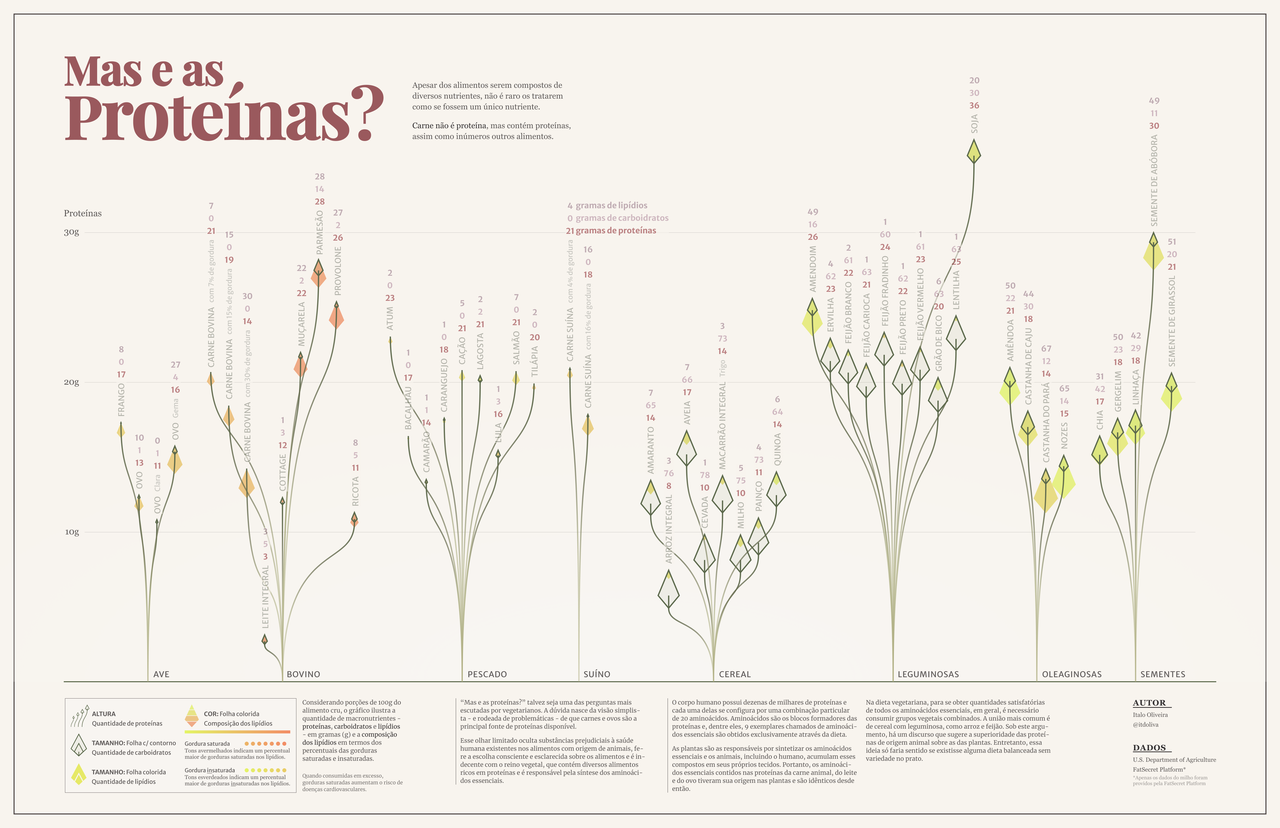 Mas e as
Proteínas?
Apesar dos alimentos serem compostos de
diversos nutrientes, não é raro os tratarem
como se fossem um único nutriente.
Carne não é proteína, mas contém proteínas,
assim como inúmeros outros alimentos.
Proteínas
30g
20g
10g
4 gramas de lipídios
0 gramas de carboidratos
21 gramas de proteínas
8
0
17
FRANGO
10
1
13
OVO
0
1
11
OVO Clara
27
4
16
OVO Gema
7
0
21
CARNE BOVINA com 7% de gordura
15
0
19
CARNE BOVINA com 15% de gordura
30
0
14
CARNE BOVINA com 30% de gordura
3
5
3
LEITE INTEGRAL
1
3
12
COTTAGE
22
2
22
MUÇARELA
28
14
28
PARMESÃO
27
2
26
PROVOLONE
8
5
11
RICOTA
2
0
23
ATUM
1
0
17
BACALHAU
1
1
14
CAMARÃO
1
0
18
CARANGUEJO
5
0
21
CAÇÃO
2
2
21
LAGOSTA
1
3
16
LULA
7
0
21
SALMÃO
2
0
20
TILÁPIA
CARNE SUÍNA com 6% de gordura
16
0
18
CARNE SUÍNA com 16% de gordura
7
65
14
AMARANTO
3
76
8
ARROZ INTEGRAL
7
66
17
AVEIA
1
78
10
CEVADA
3
73
14
MACARRÃO INTEGRAL Trigo
5
75
10
MILHO
4
73
11
PAINÇO
6
64
14
QUINOA
49
16
26
AMENDOIM
4
62
23
ERVILHA
2
61
22
FEIJÃO BRANCO
1
63
21
FEIJÃO CARIOCA
1
60
24
FEIJÃO FRADINHO
1
62
22
FEIJÃO PRETO
1
61
23
FEIJÃO VERMELHO
6
63
20
GRÃO DE BICO
1
63
25
LENTILHA
20
30
36
SOJA
50
22
21
AMÊNDOA
44
30
18
CASTANHA DE CAJU
67
12
14
CASTANHA DO PARÁ
65
14
15
NOZES
31
42
17
CHIA
50
23
18
GERGELIM
42
29
18
LINHAÇA
49
11
30
SEMENTE DE ABÓBORA
51
20
21
SEMENTE DE GIRASSOL
AVE
BOVINO
PESCADO
SUÍNO
CEREAL
LEGUMINOSAS
OLEAGINOSAS
SEMENTES
ALTURA
Quantidade de proteínas
TAMANHO: Folha c/ contorno
Quantidade de carboidratos
TAMANHO: Folha colorida
Quantidade de lipídios
COR: Folha colorida
Composição dos lipídios
Gordura saturada
Tons avermelhados indicam um percentual
maior de gorduras saturadas nos lipídios.
Gordura insaturada
Tons esverdeados indicam um percentual
maior de gorduras insaturadas nos lipídios.
Considerando porções de 100g do
alimento cru, o gráfico ilustra a
quantidade de macronutrientes –
proteínas, carboidratos e lipídios
– em gramas (g) e a composição
dos lipídios em termos dos
percentuais das gorduras
saturadas e insaturadas.
Quando consumidas em excesso,
gorduras saturadas aumentam o risco de
doenças cardiovasculares.
“Mas e as proteínas?” talvez seja uma das perguntas mais
escutadas por vegetarianos. A dúvida nasce da visão simplis-
ta – e rodeada de problemáticas – de que carnes e ovos são a
principal fonte de proteínas disponível.
Esse olhar limitado oculta substâncias prejudiciais à saúde
humana existentes nos alimentos com origem de animais, fe-
re a escolha consciente e esclarecida sobre os alimentos e é in-
decente com o reino vegetal, que contém diversos alimentos
ricos em proteínas e é responsável pela síntese dos aminoáci-
dos essenciais.
O corpo humano possui dezenas de milhares de proteínas e
cada uma delas se configura por uma combinação particular
de 20 aminoácidos. Aminoácidos são os blocos formadores das
proteínas e, dentre eles, 9 exemplares chamados de aminoáci-
dos essenciais são obtidos exclusivamente através da dieta.
As plantas são as responsáveis por sintetizar os aminoácidos
essenciais e os animais, incluindo o humano, acumulam esses
compostos em seus próprios tecidos. Portanto, os aminoáci-
dos essenciais contidos nas proteínas da carne animal, do leite
e do ovo tiveram sua origem nas plantas e são idênticos desde
então.
Na dieta vegetariana, para se obter quantidades satisfatórias
de todos os aminoácidos essenciais, em geral, é necessário
consumir grupos vegetais combinados. A união mais comum é
de cereal com leguminosa, como arroz e feijão. Sob este argu-
mento, há um discurso que sugere a superioridade das proteí-
nas de origem animal sobre as das plantas. Entretanto, essa
ideia só faria sentido se existisse alguma dieta balanceada sem
variedade no prato.
AUTOR
Italo Oliveira
@itdoliva
DADOS
U.S. Department of Agriculture
FatSecret Platform*
*Apenas os dados do milho foram
providos pela FatSecret Platform